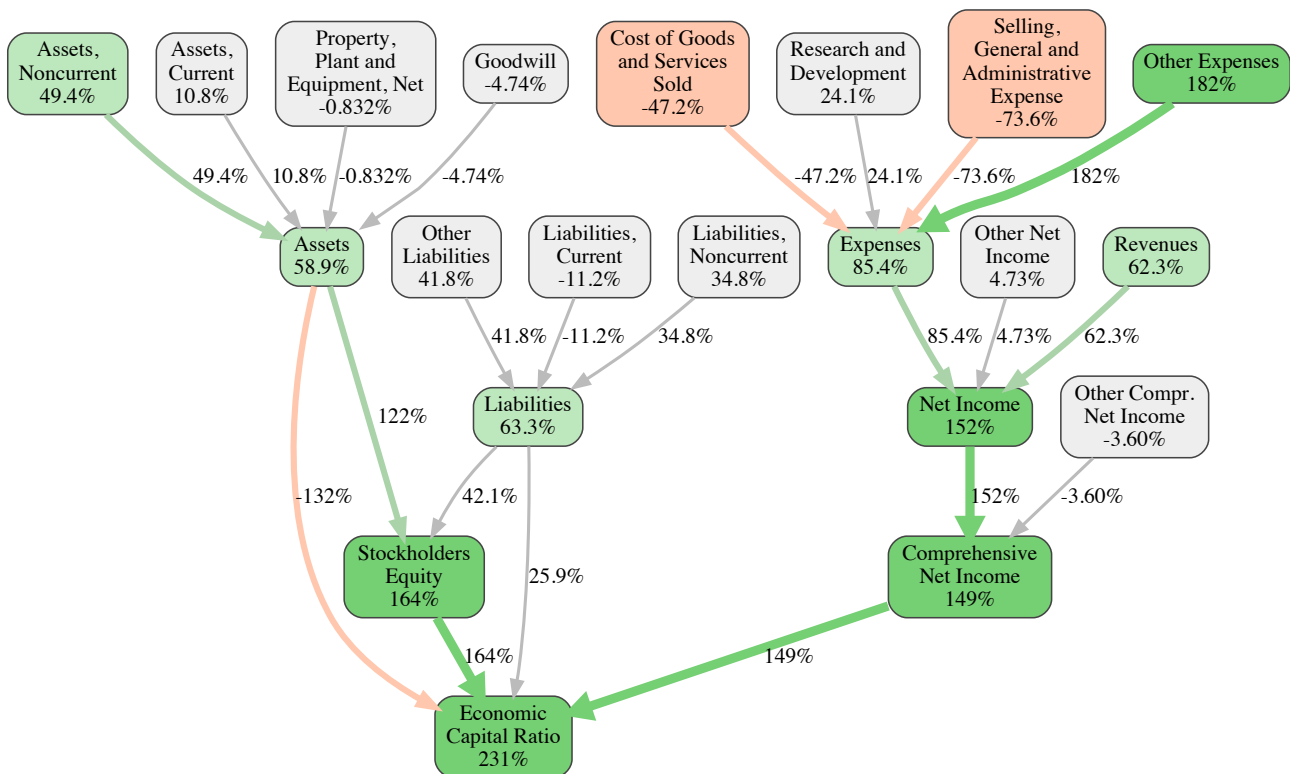 Assets,
Noncurrent
49.4%
Assets,
Current
10.8%
Property,
Plant and
Equipment, Net
-0.832%
Goodwill
-4.74%
Cost of Goods
and Services
Sold
-47.2%
Research and
Development
24.1%
Selling,
General and
Administrative
Expense
-73.6%
Other Expenses
182%
49.4%
10.8%
-0.832%
-4.74%
-47.2%
24.1%
-73.6%
182%
Assets
58.9%
Other
Liabilities
41.8%
Liabilities,
Current
-11.2%
Liabilities,
Noncurrent
34.8%
Expenses
85.4%
Other Net
Income
4.73%
Revenues
62.3%
41.8%
-11.2%
34.8%
85.4%
4.73%
62.3%
122%
Liabilities
63.3%
Net Income
152%
Other Compr.
Net Income
-3.60%
-132%
42.1%
152%
-3.60%
Stockholders
Equity
164%
25.9%
Comprehensive
Net Income
149%
164%
149%
Economic
Capital Ratio
231%